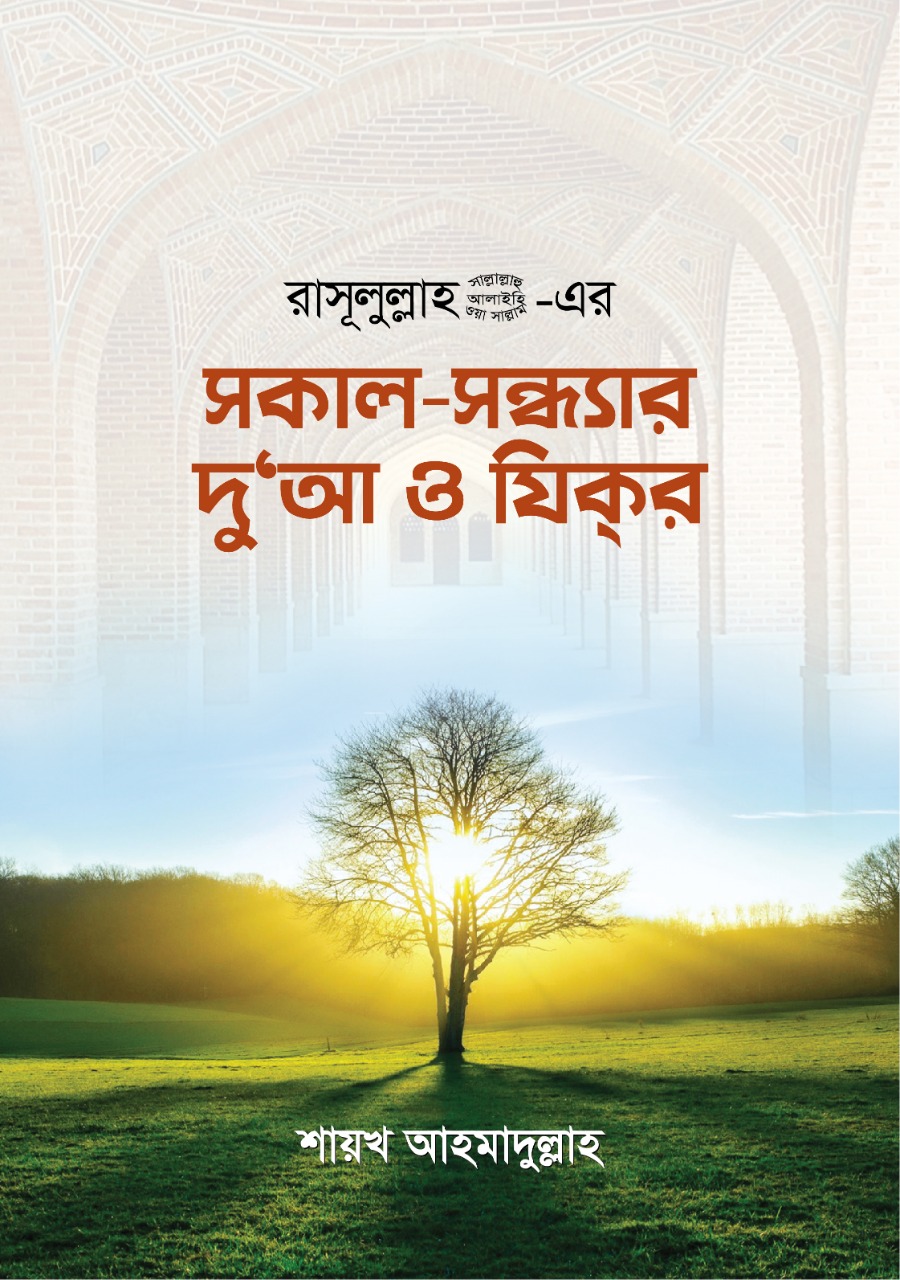 রাসূলুল্লাহ সাল্লাল্লাহু আলাইহি ওয়া সাল্লাম -এর
সকাল-সন্ধ্যার
দু‘আ ও যিক্‌র
শায়খ আহমাদুল্লাহ